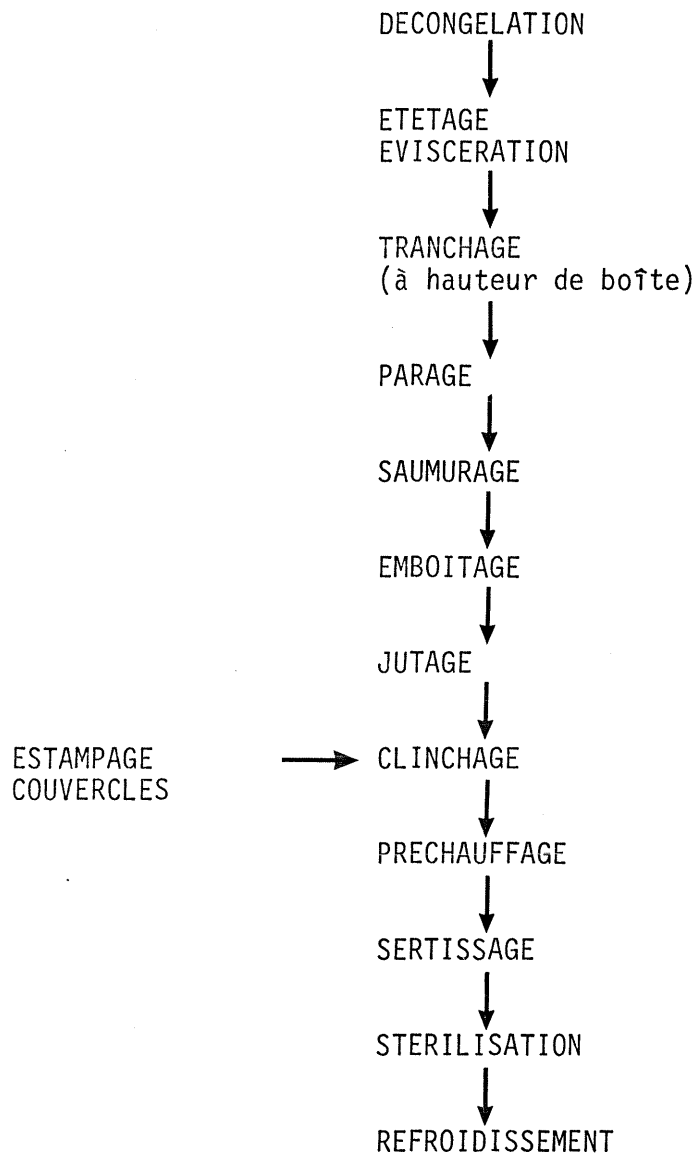 DECONGELATION
ETETAGE
EVISCERATION
TRANCHAGE
(à hauteur de boîte)
PARAGE
SAUMURAGE
EMBOITAGE
JUTAGE
ESTAMPAGE
COUVERCLES
CLINCHAGE
PRECHAUFFAGE
SERTISSAGE
STERILISATION
REFROIDISSEMENT